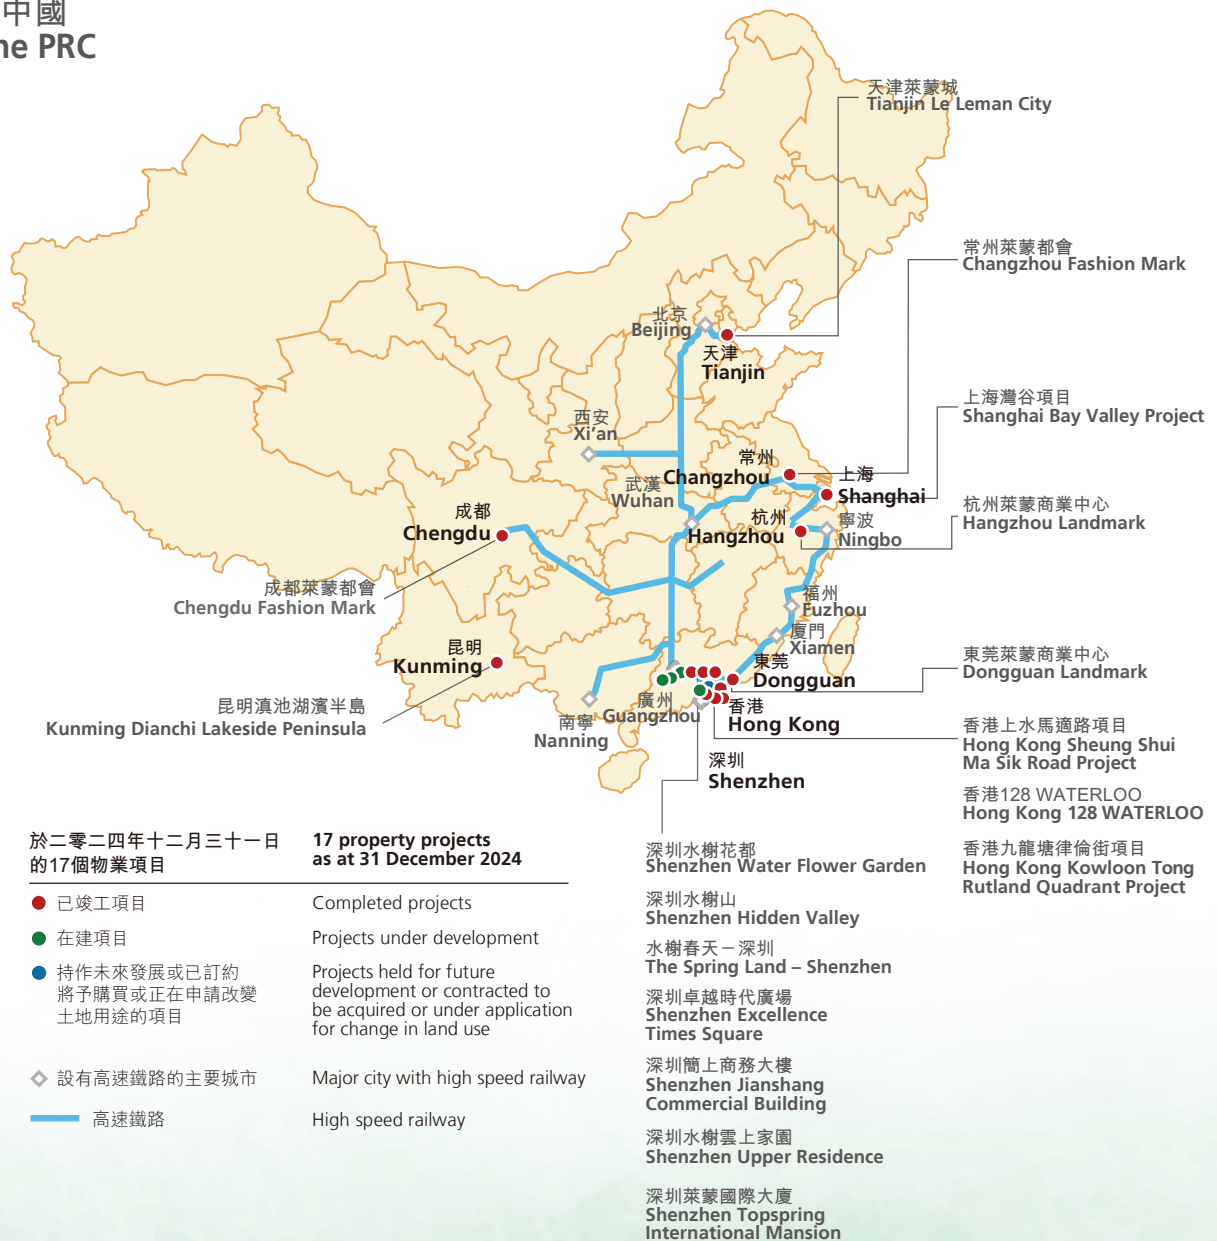 中國
he PRC
天津萊蒙城
Tianjin Le Leman City
常州萊蒙都會
Changzhou Fashion Mark
北京
Beijing
天津
Tianjin
上海灣谷項目
Shanghai Bay Valley Project
西安
Xi'an
常州
Changzhou
上海
Shanghai
武漢
Wuhan
杭州萊蒙商業中心
Hangzhou Landmark
成都
Chengdu
杭州
Hangzhou
寧波
Ningbo
成都萊蒙都會
Chengdu Fashion Mark
福州
Fuzhou
廈門
Xiamen
昆明
Kunming
東莞
Dongguan
東莞萊蒙商業中心
Dongguan Landmark
昆明滇池湖濱半島
Kunming Dianchi Lakeside Peninsula
廣州
Guangzhou
香港
Hong Kong
南寧
Nanning
香港上水馬適路項目
Hong Kong Sheung Shui
Ma Sik Road Project
深圳
Shenzhen
香港128 WATERLOO
Hong Kong 128 WATERLOO
香港九龍塘律倫街項目
Hong Kong Kowloon Tong
Rutland Quadrant Project
於二零二四年十二月三十一日
的17個物業項目
17 property projects
as at 31 December 2024
已竣工項目
Completed projects
在建項目
Projects under development
持作未來發展或已訂約
將予購買或正在申請改變
土地用途的項目
Projects held for future
development or contracted to
be acquired or under application
for change in land use
設有高速鐵路的主要城市
Major city with high speed railway
高速鐵路
High speed railway
深圳水榭花都
Shenzhen Water Flower Garden
深圳水榭山
Shenzhen Hidden Valley
水榭春天－深圳
The Spring Land – Shenzhen
深圳卓越時代廣場
Shenzhen Excellence
Times Square
深圳簡上商務大樓
Shenzhen Jianshang
Commercial Building
深圳水榭雲上家園
Shenzhen Upper Residence
深圳萊蒙國際大廈
Shenzhen Topspring
International Mansion